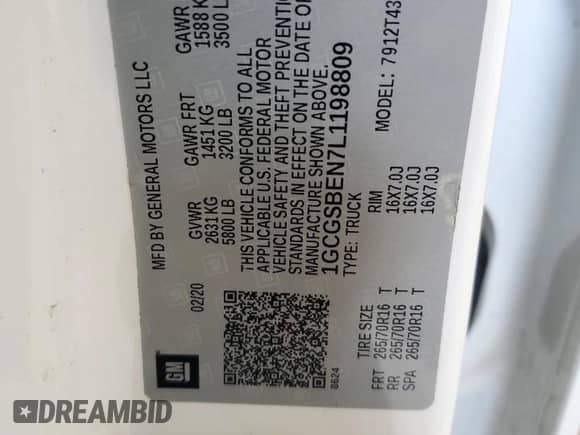 MFD BY GENERAL MOTORS LLC
02/20
GVWR
2631 KG
5800 LB
GAWR FRT
1451 KG
3200 LB
GAWR
1588 K
3500 L
THIS VEHICLE CONFORMS TO ALL
APPLICABLE U.S. FEDERAL MOTOR
VEHICLE SAFETY AND THEFT PREVENTI
STANDARDS IN EFFECT ON THE DATE O
MANUFACTURE SHOWN ABOVE.
1GCGSBEN7L1198809
TYPE: TRUCK
MODEL: 7912T43
GM
8624
TIRE SIZE RIM
FRT 265/70R16 T 16X7.0J
RR 265/70R16 T 16X7.0J
SPA 265/70R16 T 16X7.0J
DREAMBID